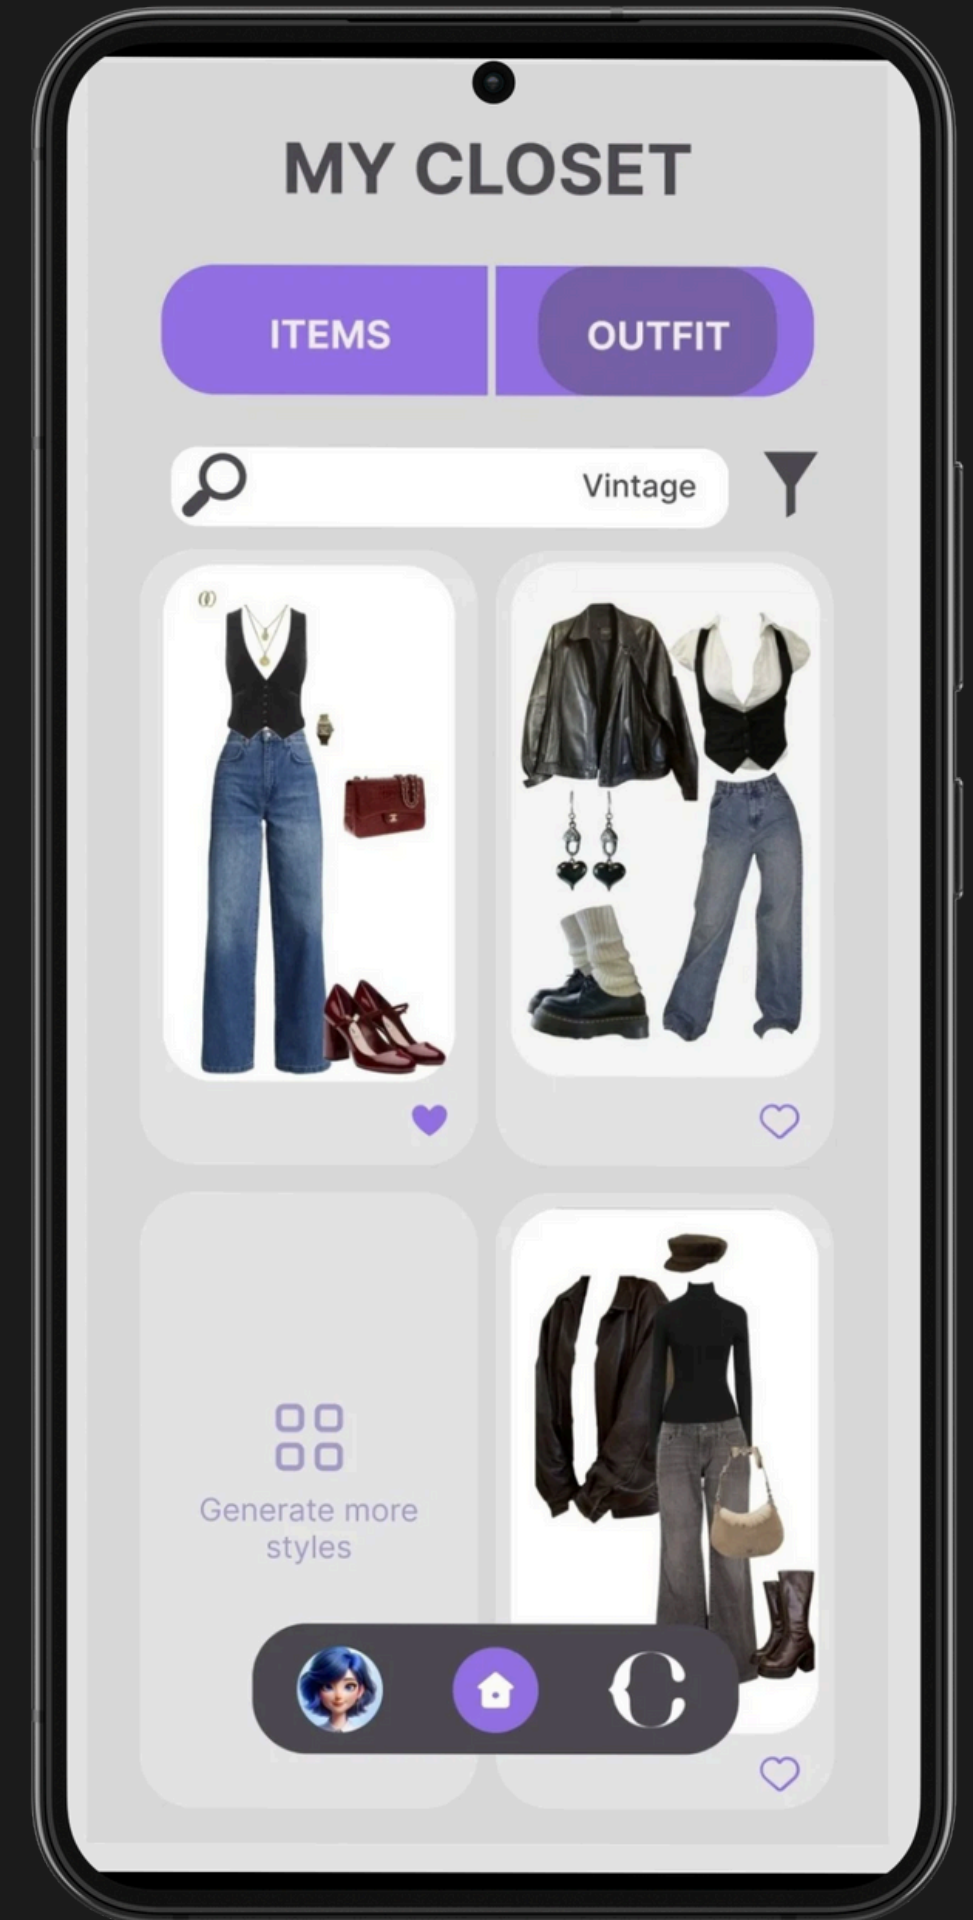 MY CLOSET
ITEMS
OUTFIT
Vintage
Generate more
styles
C